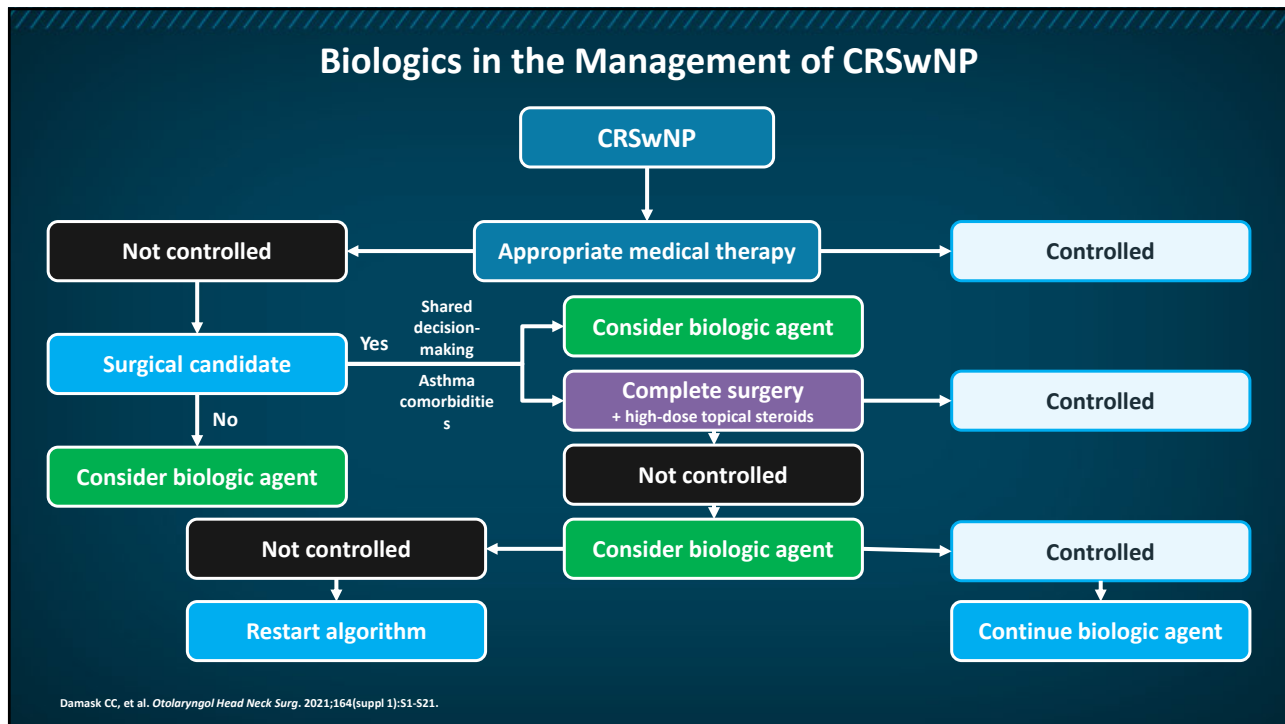 Biologics in the Management of CRSwNP
CRSwNP
Not controlled
Appropriate medical therapy
Controlled
Surgical candidate
Yes
Shared
decision-
making
Asthma
comorbiditie
s
Consider biologic agent
Complete surgery
+ high-dose topical steroids
Controlled
No
Consider biologic agent
Not controlled
Not controlled
Consider biologic agent
Controlled
Restart algorithm
Continue biologic agent
Damask CC, et al. Otolaryngol Head Neck Surg. 2021;164(suppl 1):S1-S21.